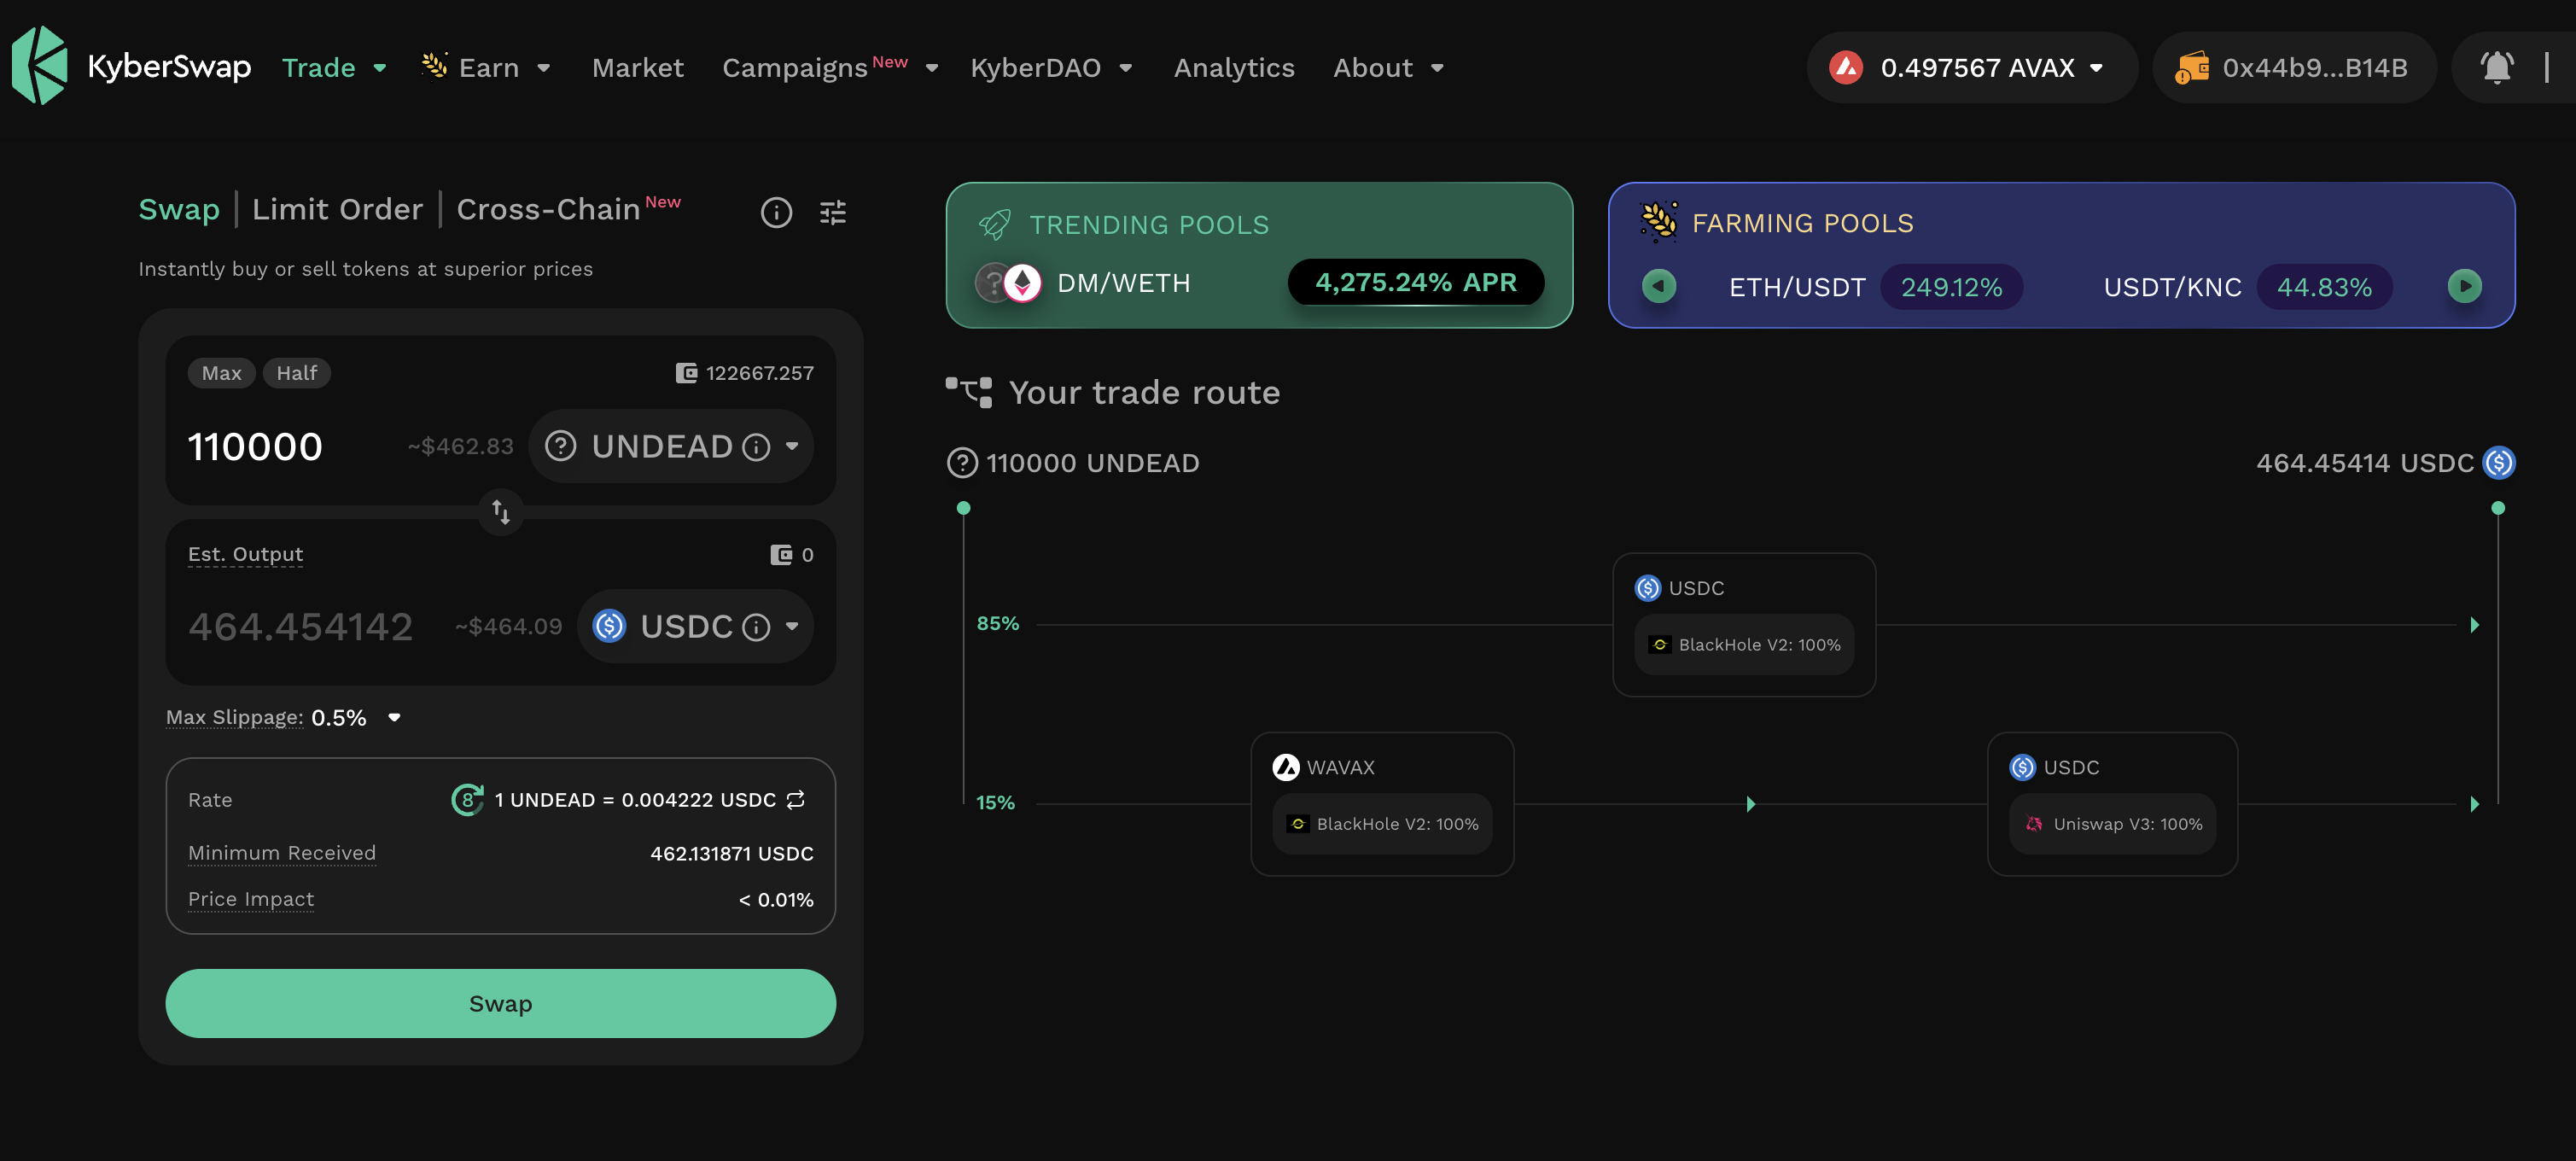 KyberSwap Trade Earn Market Campaigns New KyberDAO Analytics About 0.497567 AVAX 0x44b9...B14B
Swap | Limit Order | Cross-Chain New
Instantly buy or sell tokens at superior prices
Max Half 122667.257
110000 ~$462.83 UNDEAD
Est. Output 0
464.454142 ~$464.09 USDC
Max Slippage: 0.5%
Rate 8 1 UNDEAD = 0.004222 USDC
Minimum Received 462.131871 USDC
Price Impact < 0.01%
Swap
TRENDING POOLS
DM/WETH 4,275.24% APR
FARMING POOLS
ETH/USDT 249.12% USDT/KNC 44.83%
Your trade route
110000 UNDEAD 464.45414 USDC
85%
USDC
BlackHole V2: 100%
15%
WAVAX
BlackHole V2: 100%
USDC
Uniswap V3: 100%